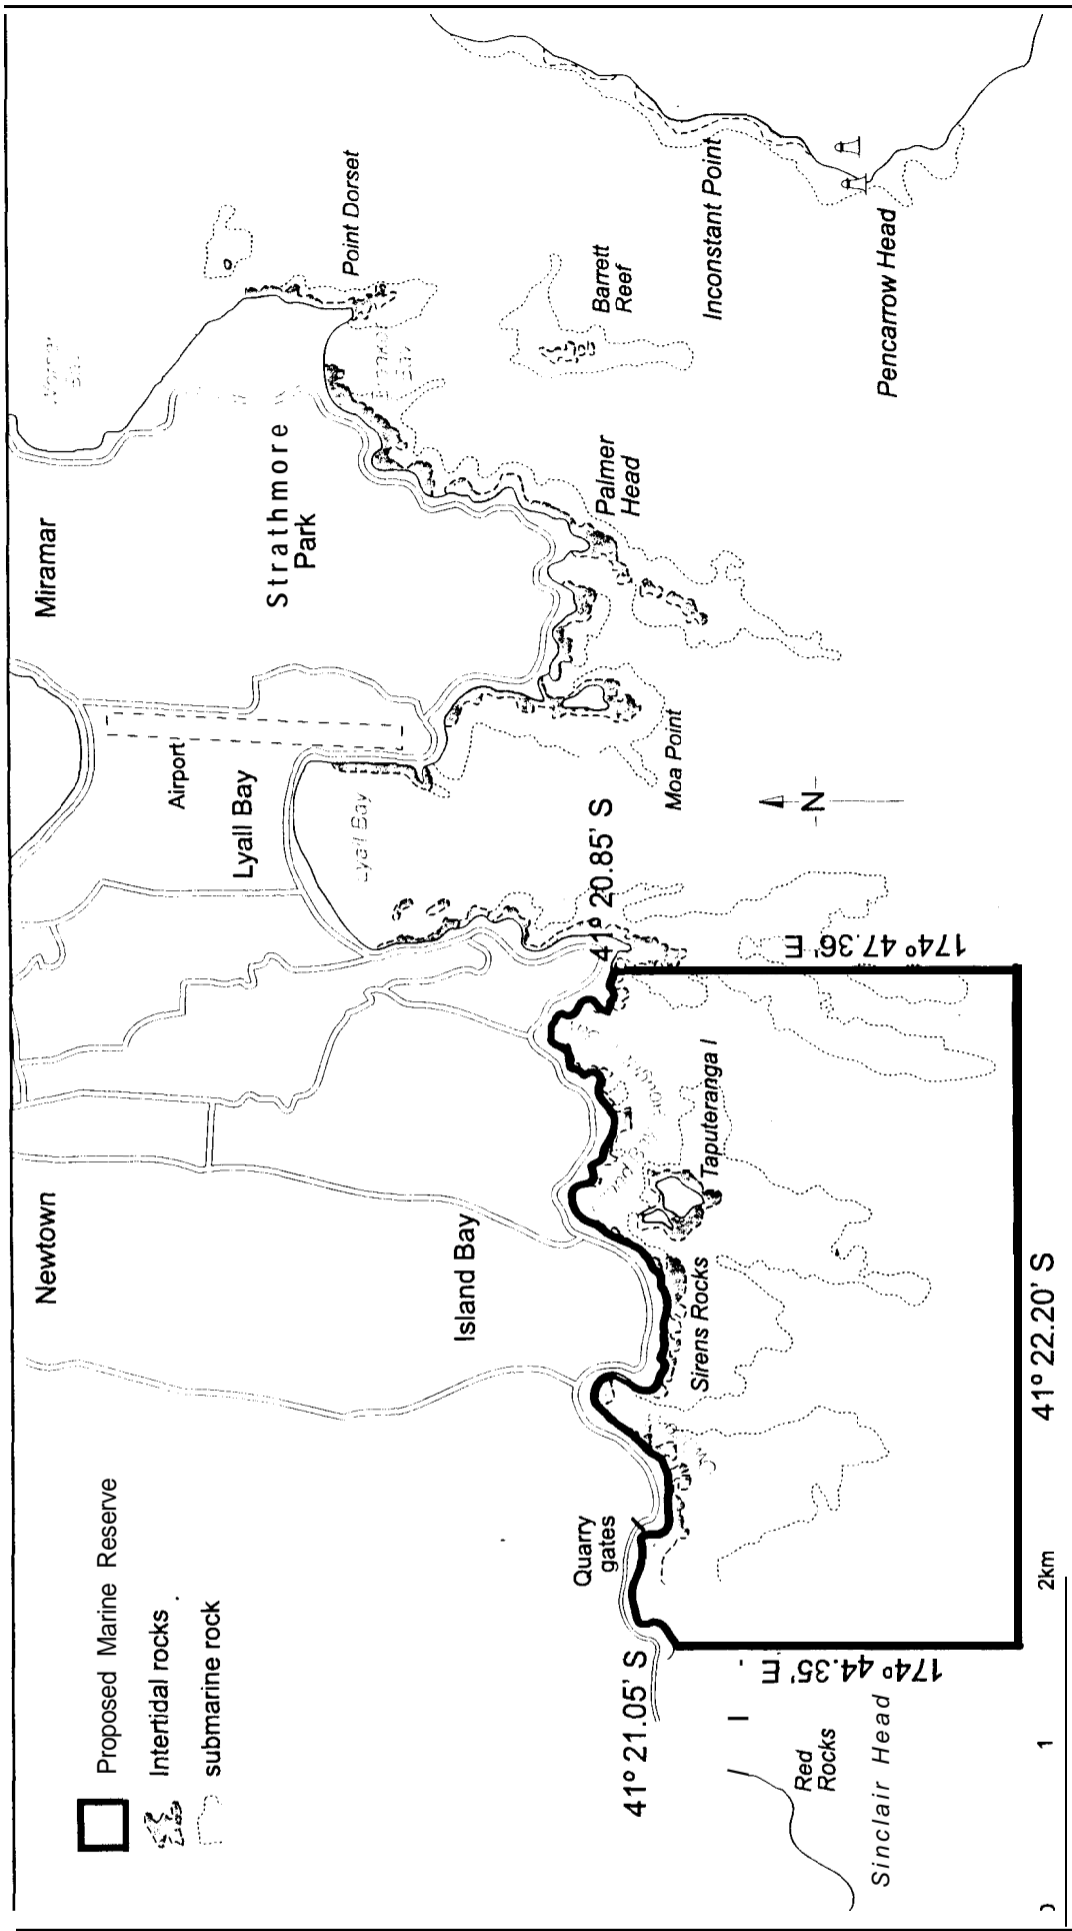 Proposed Marine Reserve
Intertidal rocks
submarine rock
Newtown
Miramar
Airport
Lyall Bay
Lyall Bay
Strathmore
Park
Point Dorset
Island Bay
Quarry
gates
41° 21.05' S
41° 20.85' S
Sirens Rocks
Taputeranga I
Moa Point
Palmer
Head
Barrett
Reef
Inconstant Point
Pencarrow Head
N
174° 44.35' E
174° 47.36' E
Red
Rocks
Sinclair Head
41° 22.20' S
1
2km